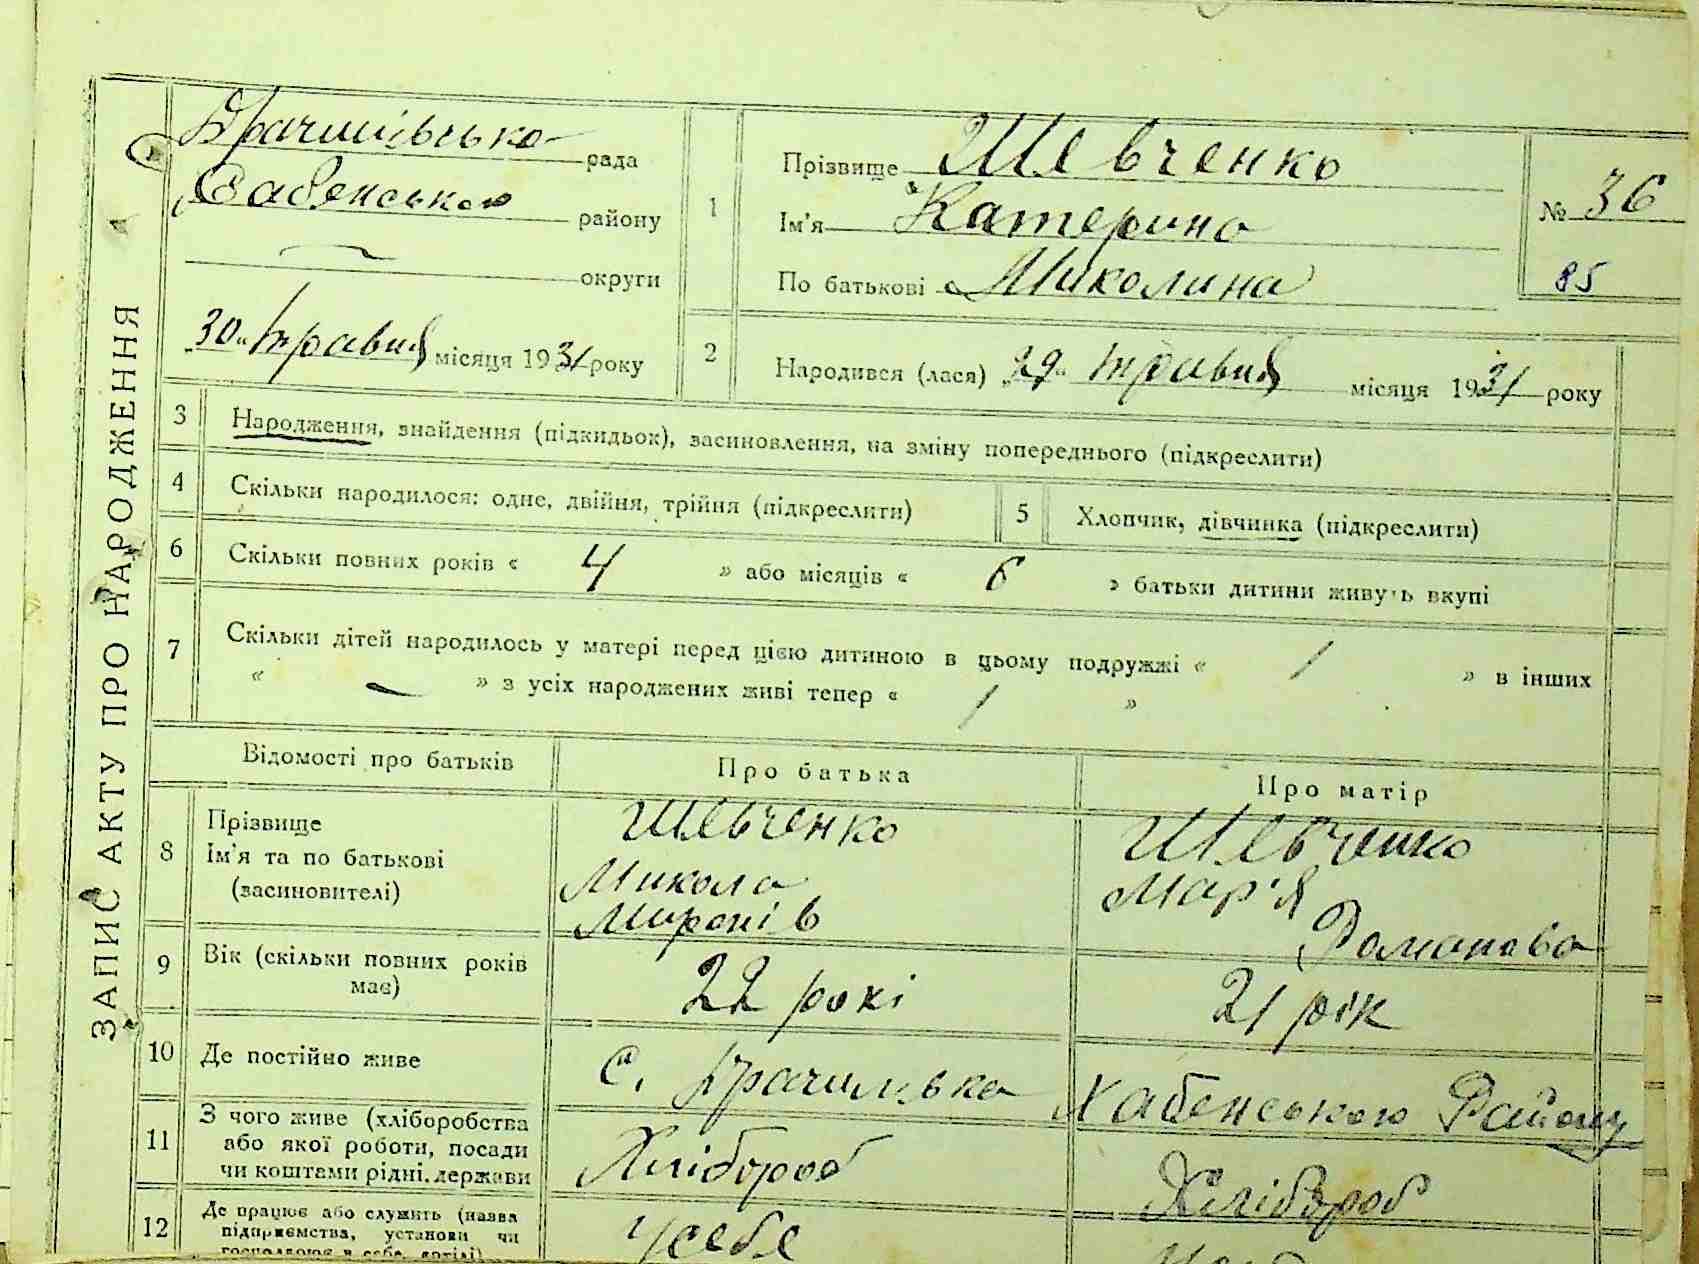 ЗАПИС АКТУ ПРО НАРОДЖЕННЯ
рада
Хабенського району
округи
„30“ травня місяця 1931 року
1
Прізвище Шевченко
Ім'я Катерина
По батькові Миколина
№ 36
85
2
Народився (лася) „29“ травня місяця 1931 року
3 Народження, знайдення (підкидьок), засиновлення, на зміну попереднього (підкреслити)
4 Скільки народилося: одне, двійня, трійня (підкреслити)
5 Хлопчик, дівчинка (підкреслити)
6 Скільки повних років « 4 » або місяців « 6 » батьки дитини живуть вкупі
7 Скільки дітей народилось у матері перед цією дитиною в цьому подружжі « 1 » в інших
« — » з усіх народжених живі тепер « 1 »
Відомості про батьків
Про батька
Про матір
8
Прізвище
Ім'я та по батькові
(засиновителі)
Шевченко
Микола
Миронів
Шевченко
Мар'я
Романова
9
Вік (скільки повних років
має)
22 рокі
21 рік
10 Де постійно живе
с.
Хабенського Району
11
З чого живе (хліборобства
або якої роботи, посади
чи коштами рідні, держави
Хлібороб
Хлібороб
12
Де працює або служить (назва
підприємства, установи чи
господарює в себе, артілі)
Усебе